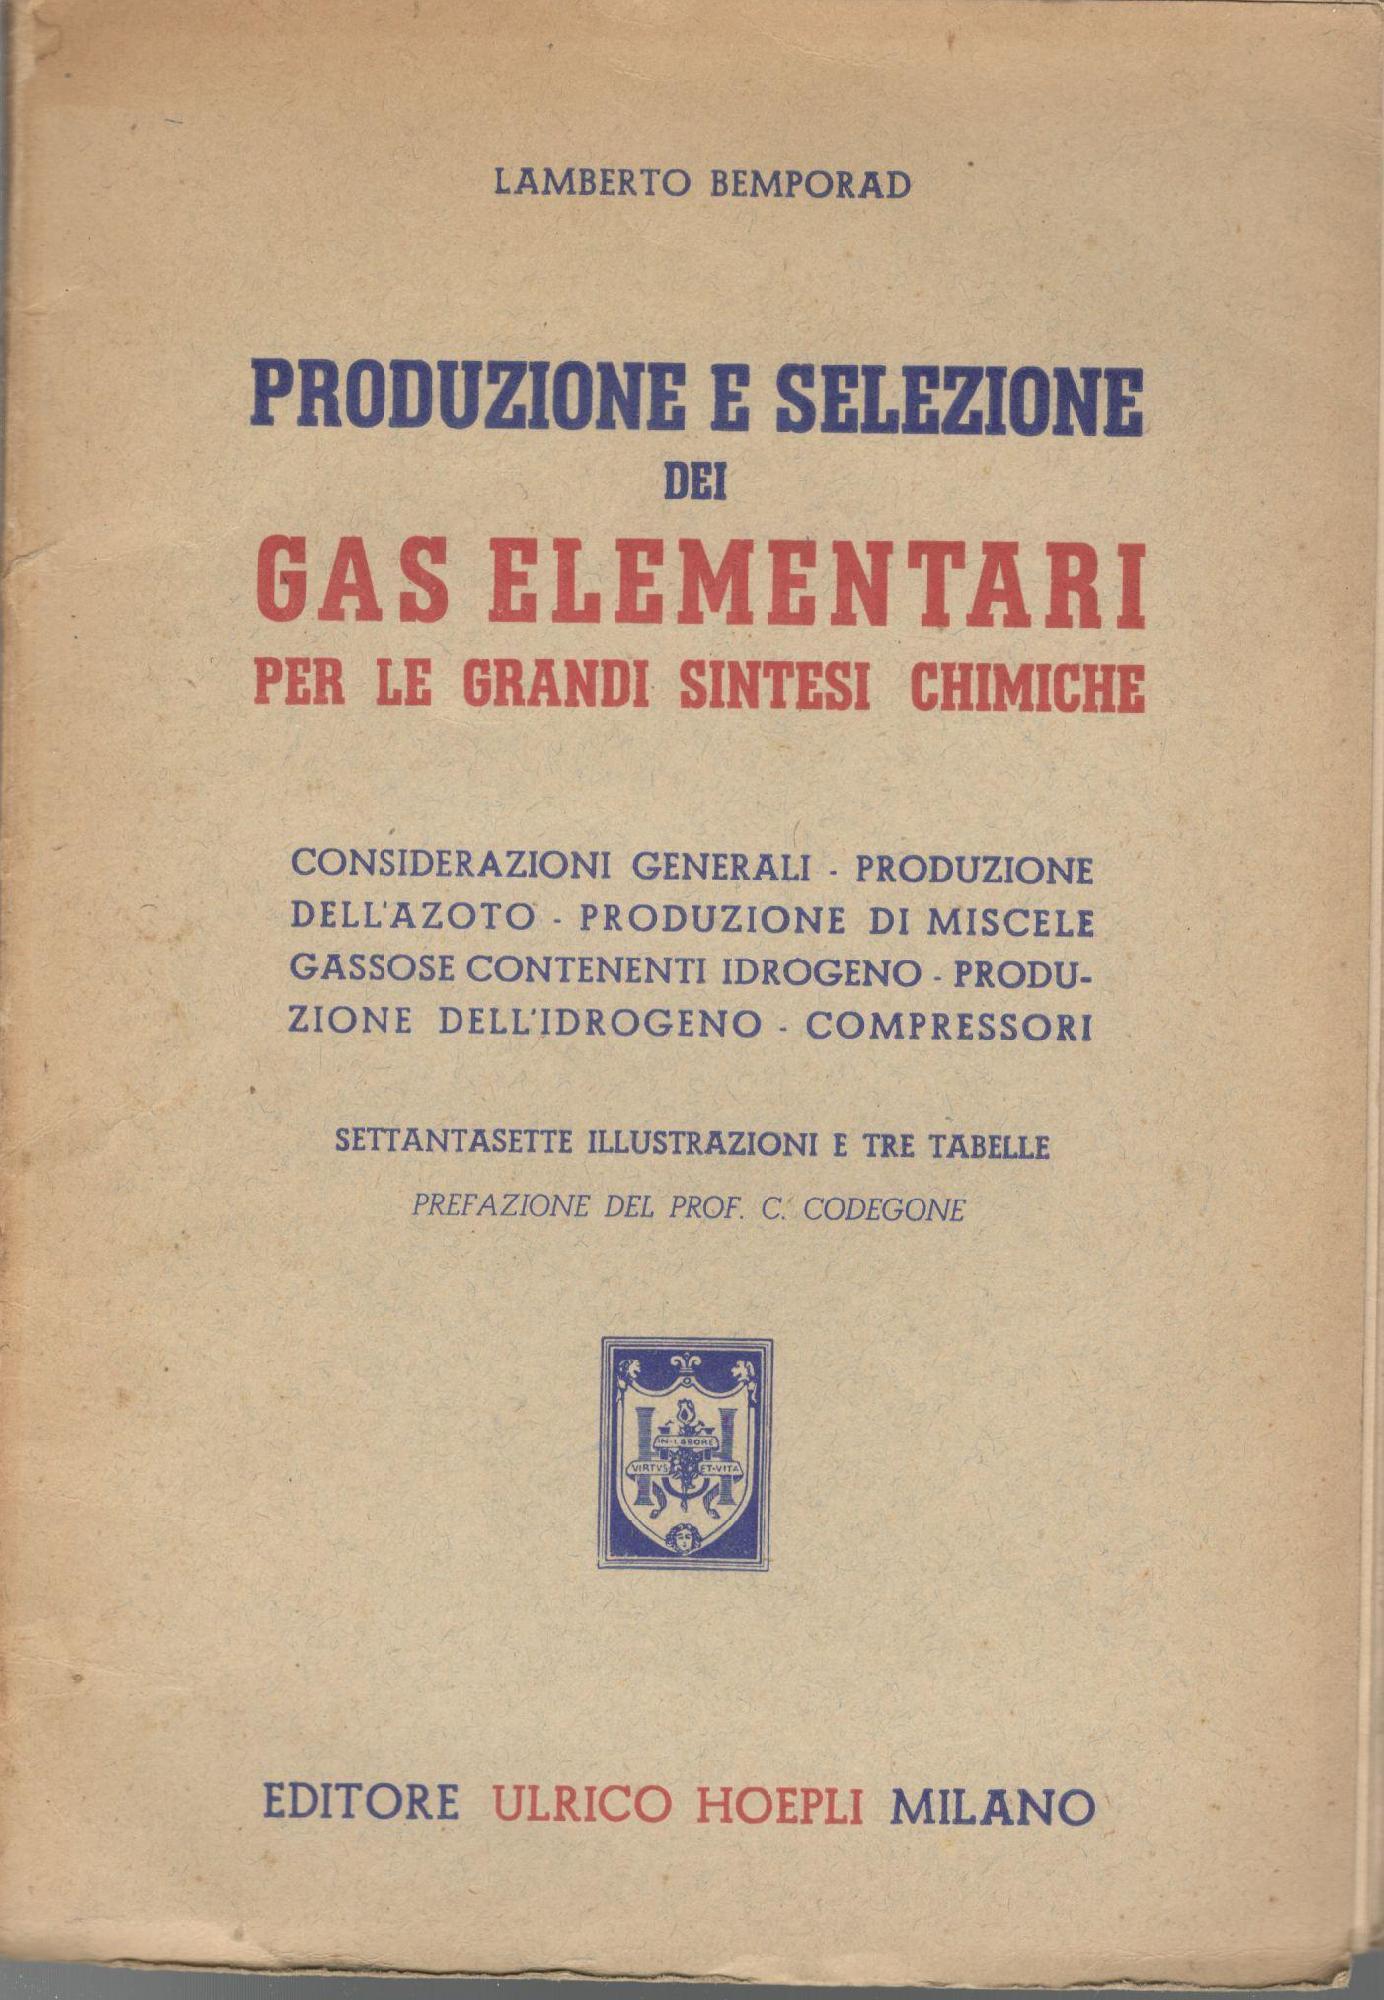 LAMBERTO BEMPORAD
PRODUZIONE E SELEZIONE
DEI
GAS ELEMENTARI
PER LE GRANDI SINTESI CHIMICHE
CONSIDERAZIONI GENERALI - PRODUZIONE
DELL'AZOTO - PRODUZIONE DI MISCELE
GASSOSE CONTENENTI IDROGENO - PRODU-
ZIONE DELL'IDROGENO - COMPRESSORI
SETTANTASETTE ILLUSTRAZIONI E TRE TABELLE
PREFAZIONE DEL PROF. C. CODEGONE
H
IN·LABORE
VIRTVS ET·VITA
EDITORE ULRICO HOEPLI MILANO